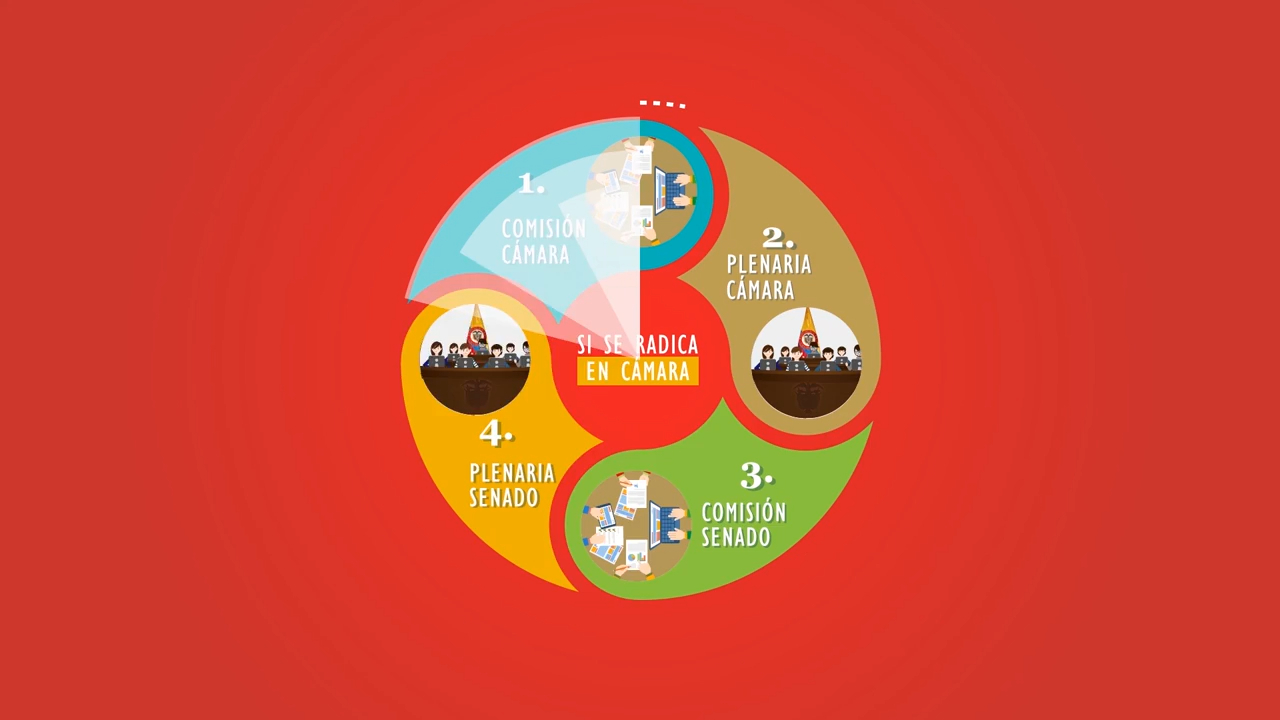 1.
COMISIÓN
CÁMARA
2.
PLENARIA
CÁMARA
SI SE RADICA
EN CÁMARA
3.
COMISIÓN
SENADO
4.
PLENARIA
SENADO